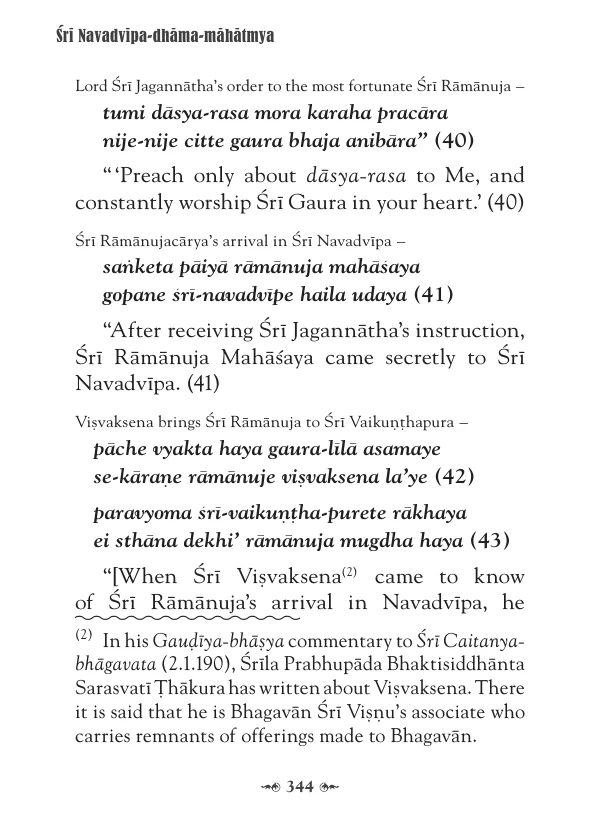 Śrī Navadvīpa-dhāma-māhātmya
Lord Śrī Jagannātha's order to the most fortunate Śrī Rāmānuja –
tumi dāsya-rasa mora karaha pracāra
nije-nije citte gaura bhaja anibāra” (40)
“ ‘Preach only about dāsya-rasa to Me, and
constantly worship Śrī Gaura in your heart.’ (40)
Śrī Rāmānujacārya's arrival in Śrī Navadvīpa –
saṅketa pāiyā rāmānuja mahāśaya
gopane śrī-navadvīpe haila udaya (41)
“After receiving Śrī Jagannātha's instruction,
Śrī Rāmānuja Mahāśaya came secretly to Śrī
Navadvīpa. (41)
Viṣvaksena brings Śrī Rāmānuja to Śrī Vaikuṇṭhapura –
pāche vyakta haya gaura-līlā asamaye
se-kāraṇe rāmānuje viṣvaksena la'ye (42)
paravyoma śrī-vaikuṇṭha-purete rākhaya
ei sthāna dekhi' rāmānuja mugdha haya (43)
“[When Śrī Viṣvaksena(2) came to know
of Śrī Rāmānuja's arrival in Navadvīpa, he
(2) In his Gauḍīya-bhāṣya commentary to Śrī Caitanya-
bhāgavata (2.1.190), Śrīla Prabhupāda Bhaktisiddhānta
Sarasvatī Ṭhākura has written about Viṣvaksena. There
it is said that he is Bhagavān Śrī Viṣṇu's associate who
carries remnants of offerings made to Bhagavān.
344